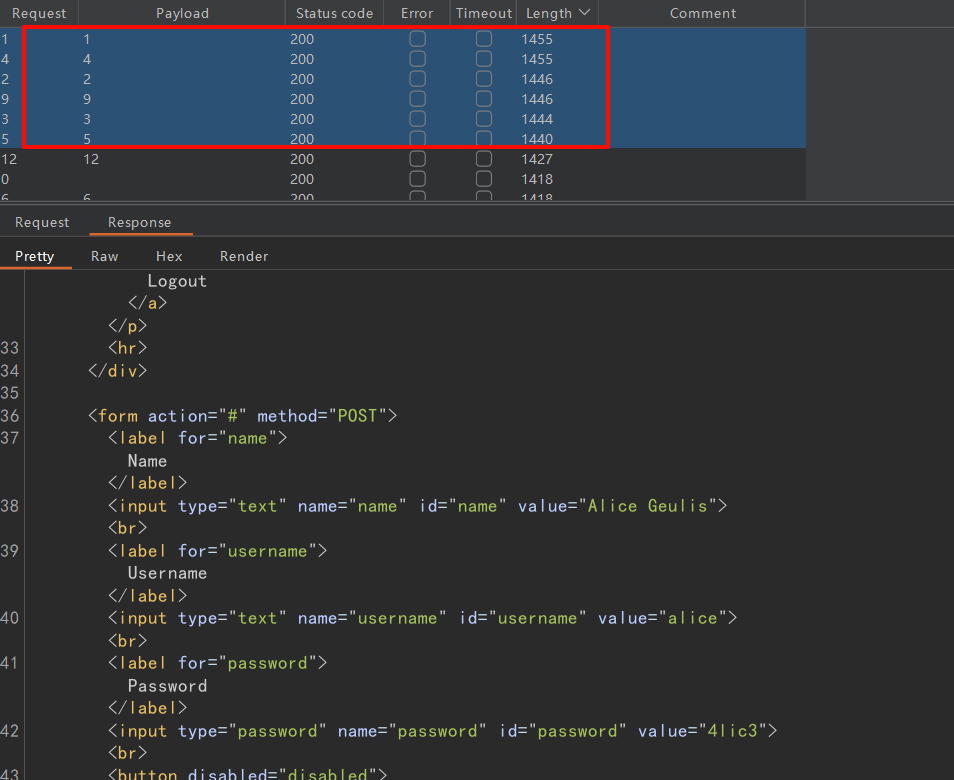 Request Payload Status code Error Timeout Length Comment
1 1 200 1455
4 4 200 1455
2 2 200 1446
9 9 200 1446
3 3 200 1444
5 5 200 1440
12 12 200 1427
0 200 1418
6 6 200 1418
Request Response
Pretty Raw Hex Render
Logout
</a>
</p>
33 <hr>
34 </div>
35
36 <form action="#" method="POST">
37 <label for="name">
Name
</label>
38 <input type="text" name="name" id="name" value="Alice Geulis">
<br>
39 <label for="username">
Username
</label>
40 <input type="text" name="username" id="username" value="alice">
<br>
41 <label for="password">
Password
</label>
42 <input type="password" name="password" id="password" value="4lic3">
<br>
43 <button disabled="disabled">